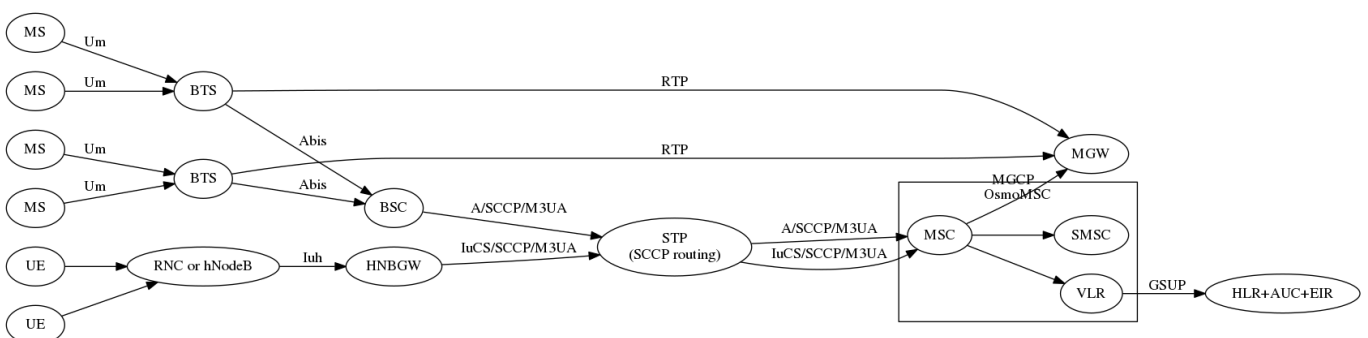 MS
Um
MS
Um
BTS
RTP
MS
Um
Abis
MS
Um
BTS
RTP
Abis
MGW
MGCP
OsmoMSC
BSC
A/SCCP/M3UA
STP
(SCCP routing)
A/SCCP/M3UA
MSC
SMSC
UE
RNC or hNodeB
Iuh
HNBGW
IuCS/SCCP/M3UA
IuCS/SCCP/M3UA
VLR
GSUP
HLR+AUC+EIR
UE